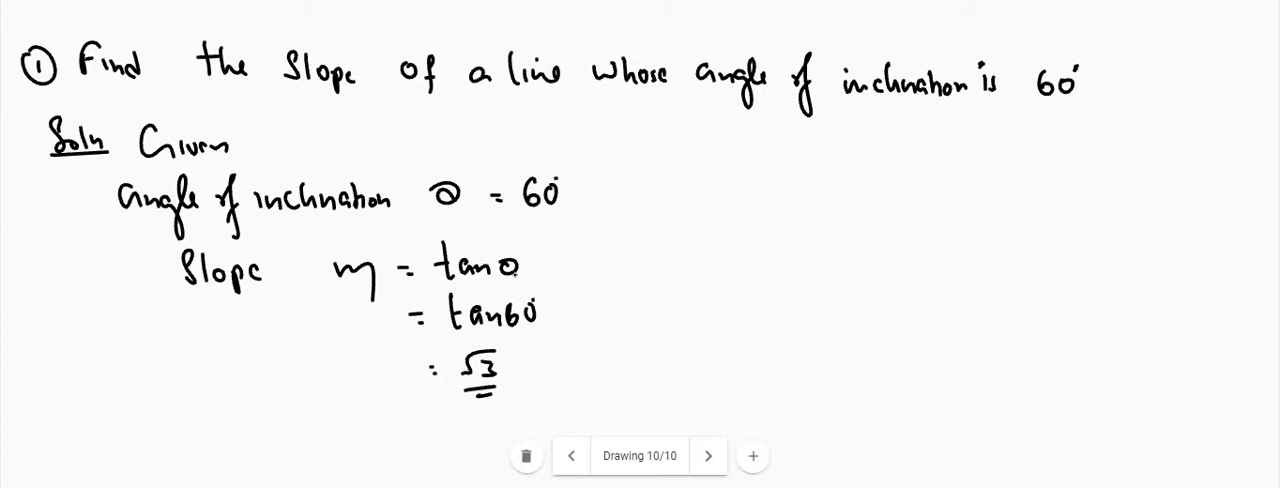 ① Find the Slope of a line whose angle of inclination is 60°
Soln Given
angle of inclination θ = 60°
Slope m = tanθ
= tan60°
= √3
Drawing 10/10